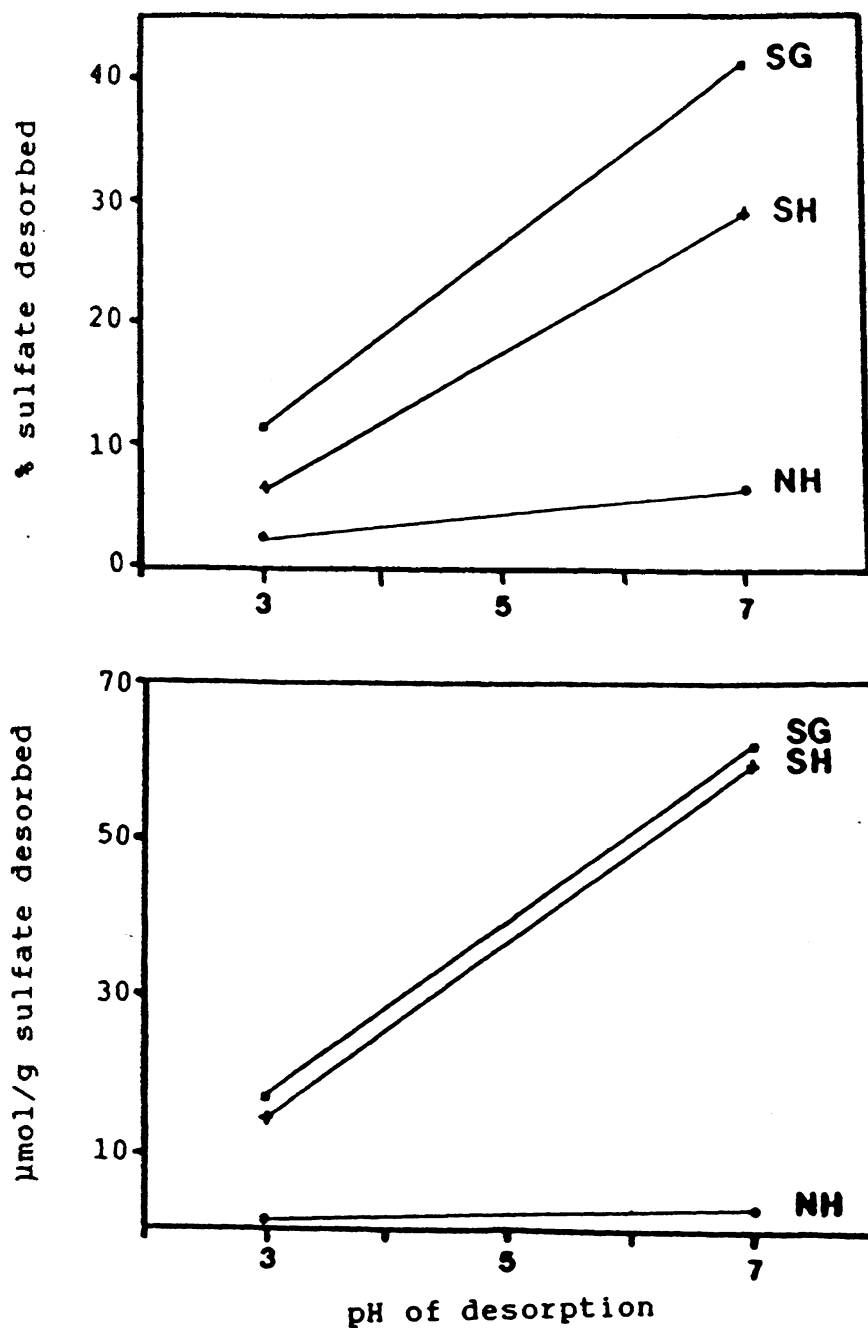 % sulfate desorbed
40
30
20
10
0
SG
SH
NH
3
5
7
µmol/g sulfate desorbed
70
50
30
10
SG
SH
NH
3
5
7
pH of desorption